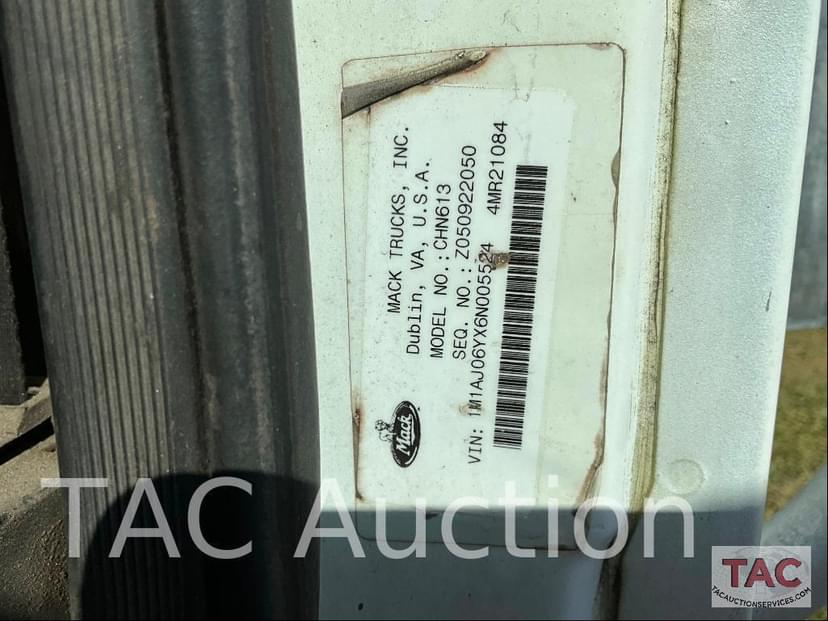 MACK TRUCKS, INC.
Dublin, VA, U.S.A.
MODEL NO.: CHN613
SEQ. NO.: Z050922050
VIN: 1M1AJ06YX6N005524 4MR21084
Mack
TAC Auction
TAC
TACAUCTIONSERVICES.COM